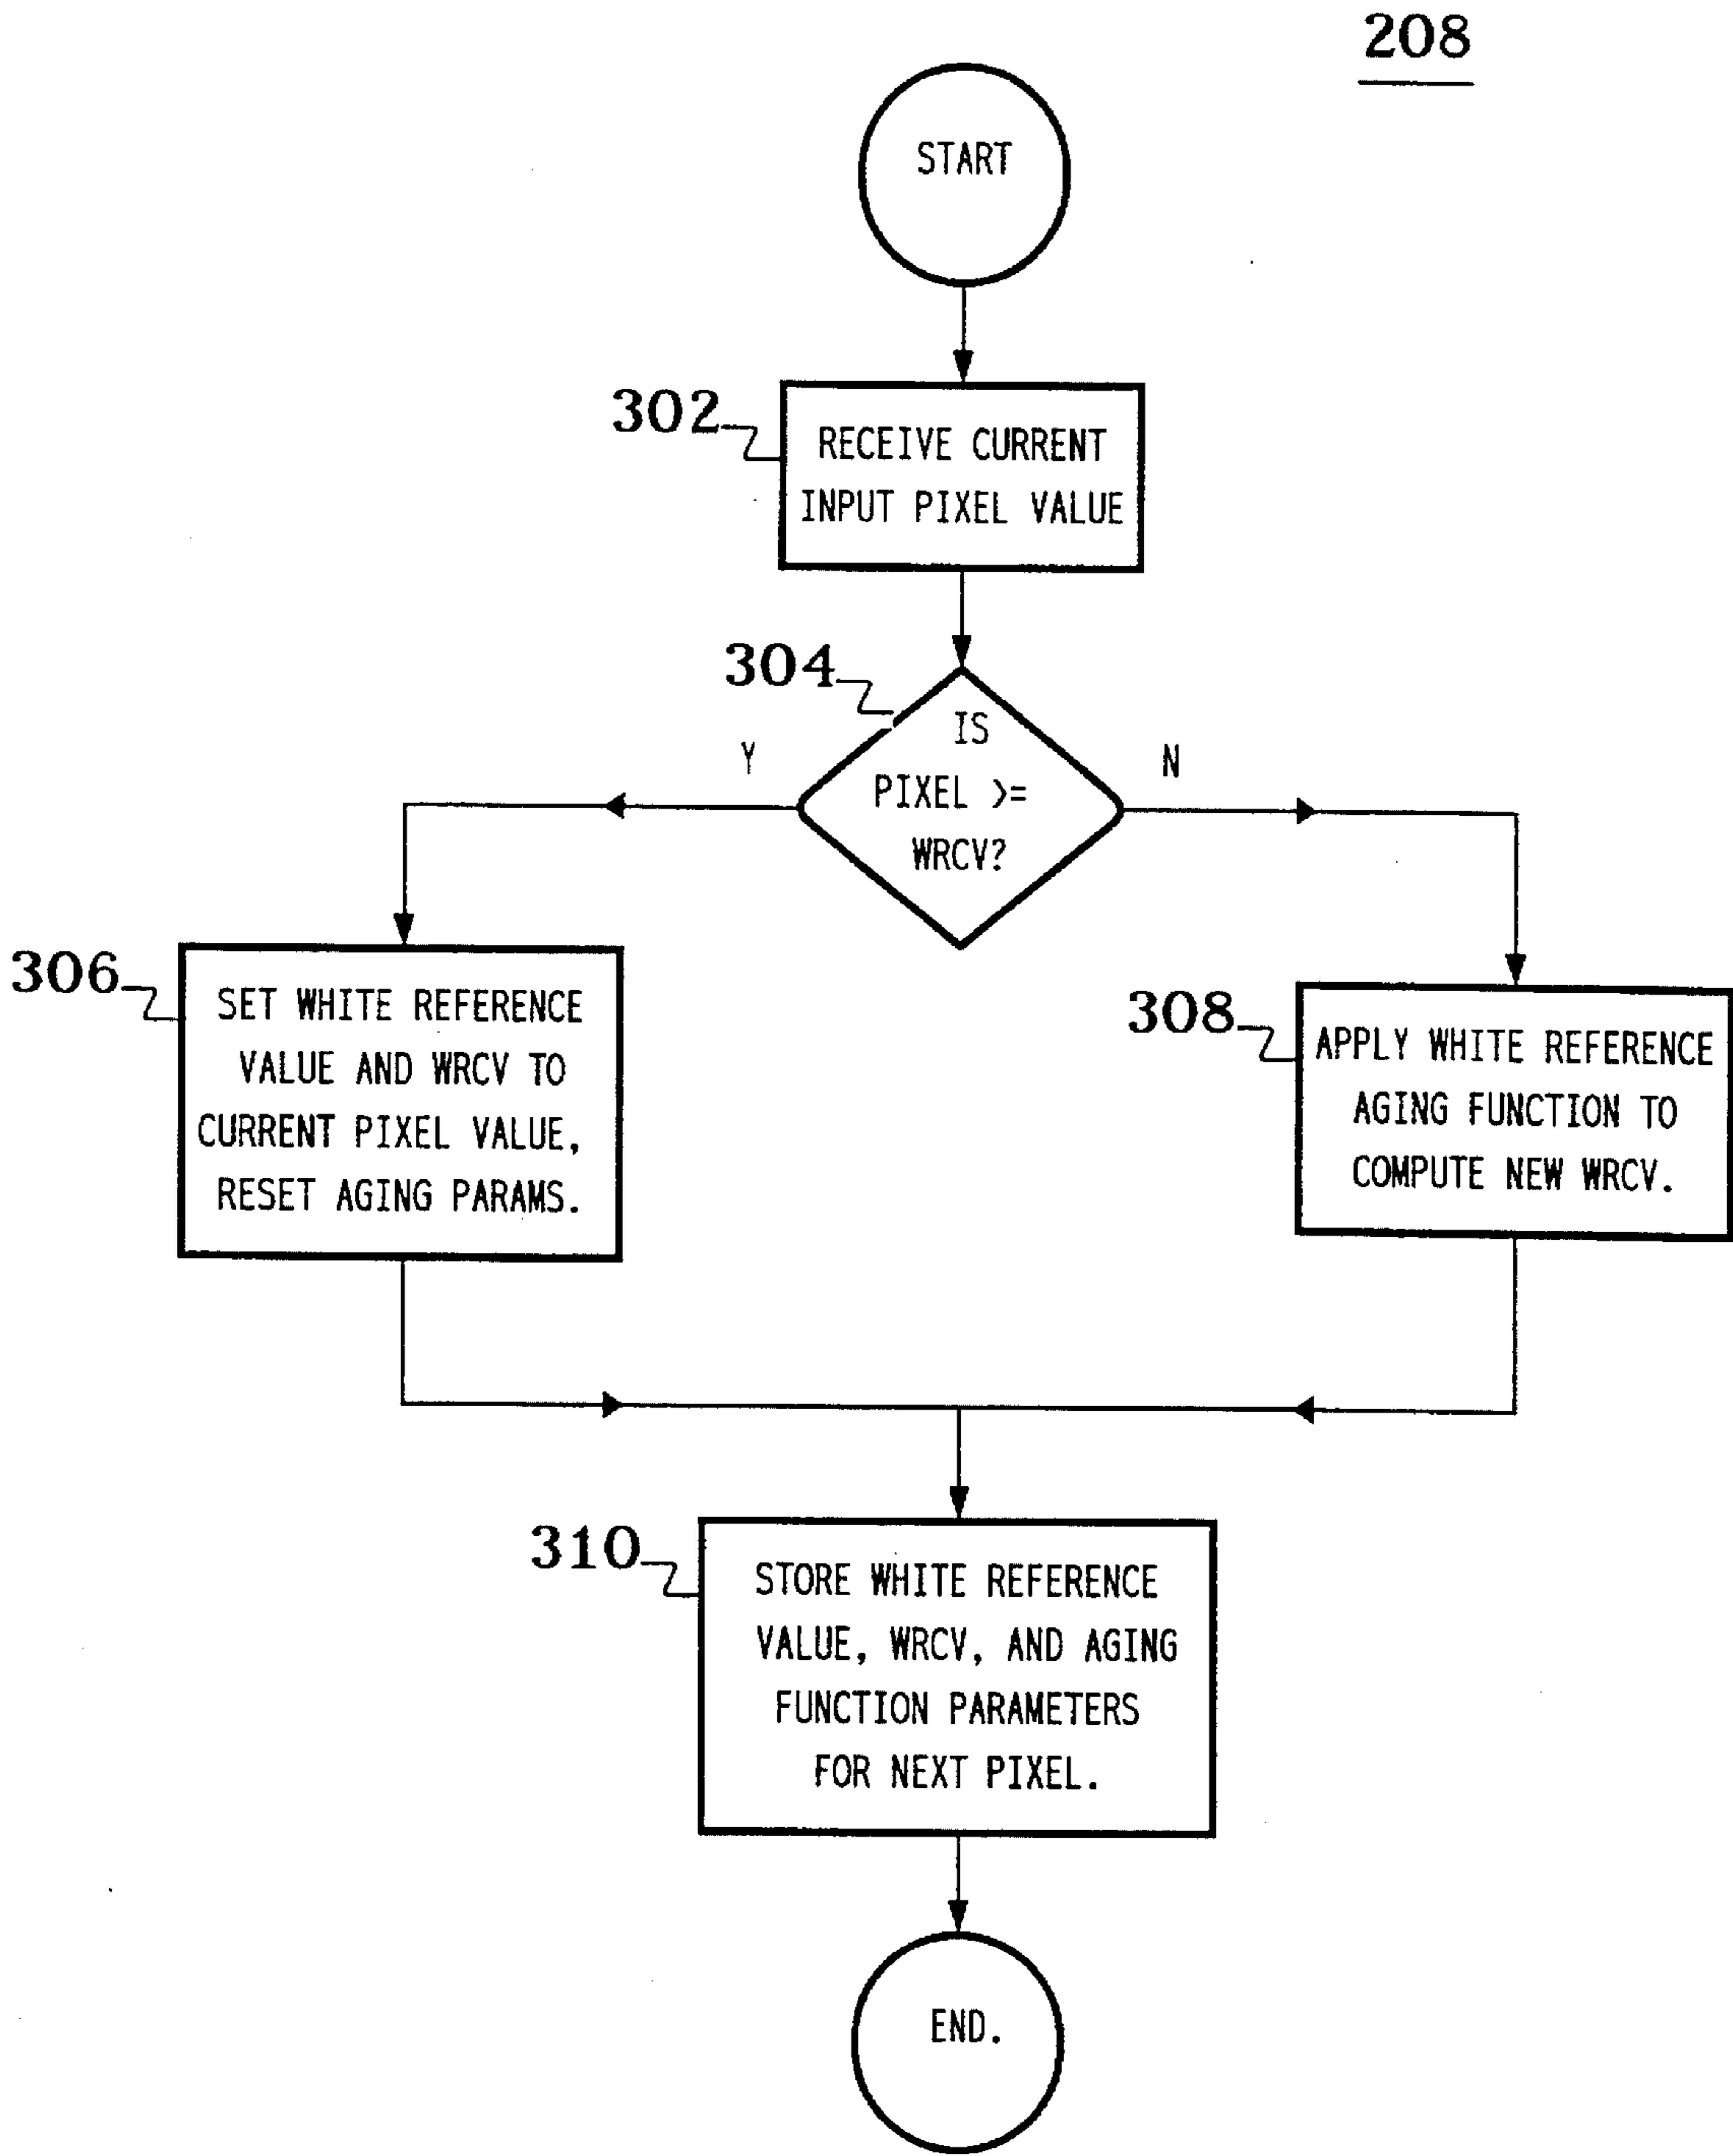 208
START
302
RECEIVE CURRENT
INPUT PIXEL VALUE
304
IS
PIXEL >=
WRCV?
Y
N
306
SET WHITE REFERENCE
VALUE AND WRCV TO
CURRENT PIXEL VALUE,
RESET AGING PARAMS.
308
APPLY WHITE REFERENCE
AGING FUNCTION TO
COMPUTE NEW WRCV.
310
STORE WHITE REFERENCE
VALUE, WRCV, AND AGING
FUNCTION PARAMETERS
FOR NEXT PIXEL.
END.